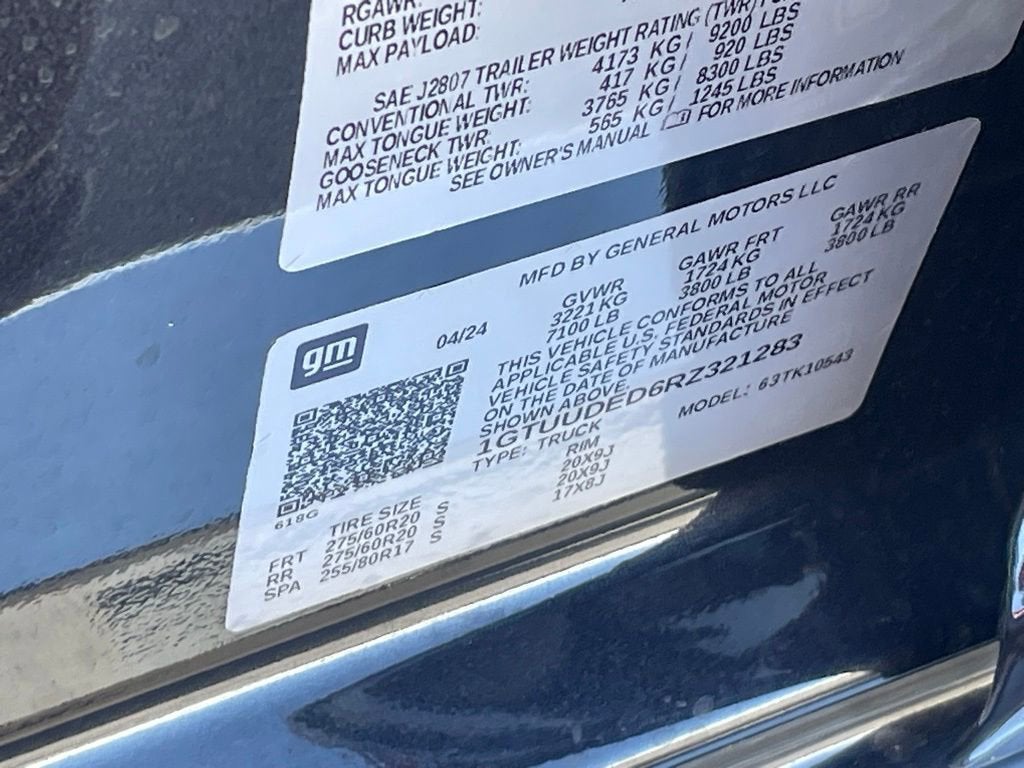 RGAWR:
CURB WEIGHT:
MAX PAYLOAD:
SAE J2807 TRAILER WEIGHT RATING (TWR)
CONVENTIONAL TWR: 4173 KG/ 9200 LBS
MAX TONGUE WEIGHT: 417 KG/ 920 LBS
GOOSENECK TWR: 3765 KG/ 8300 LBS
MAX TONGUE WEIGHT: 565 KG/ 1245 LBS
SEE OWNER'S MANUAL FOR MORE INFORMATION
MFD BY GENERAL MOTORS LLC
gm
04/24
GVWR GAWR FRT GAWR RR
3221 KG 1724 KG 1724 KG
7100 LB 3800 LB 3800 LB
THIS VEHICLE CONFORMS TO ALL
APPLICABLE U.S. FEDERAL MOTOR
VEHICLE SAFETY STANDARDS IN EFFECT
ON THE DATE OF MANUFACTURE
SHOWN ABOVE.
1GTUUDED6RZ321283
TYPE: TRUCK MODEL: 63TK10543
618G
TIRE SIZE RIM
FRT 275/60R20 S 20X9J
RR 275/60R20 S 20X9J
SPA 255/80R17 S 17X8J